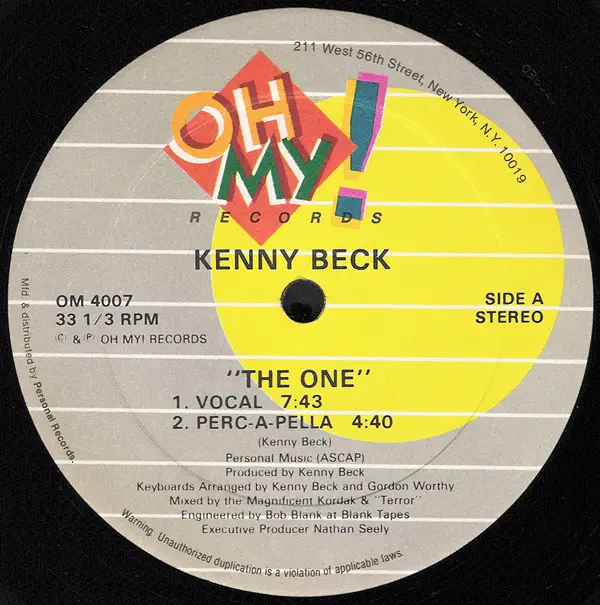 211 West 56th Street, New York, N.Y. 10019
OH
MY!
RECORDS
KENNY BECK
OM 4007
33 1/3 RPM
(C) & (P) OH MY! RECORDS
SIDE A
STEREO
Mfd. & distributed by Personal Records.
"THE ONE"
1. VOCAL 7:43
2. PERC-A-PELLA 4:40
(Kenny Beck)
Personal Music (ASCAP)
Produced by Kenny Beck
Keyboards Arranged by Kenny Beck and Gordon Worthy
Mixed by the Magnificent Kordak & "Terror"
Engineered by Bob Blank at Blank Tapes
Executive Producer Nathan Seely
Warning. Unauthorized duplication is a violation of applicable laws.